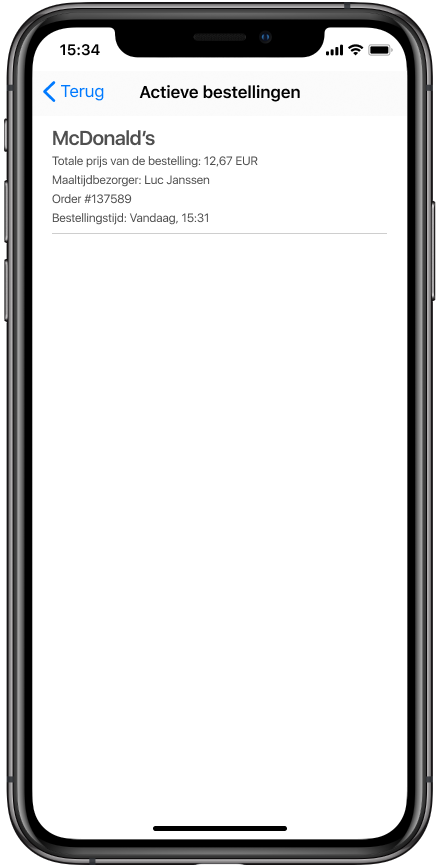 15:34
Terug
Actieve bestellingen
McDonald’s
Totale prijs van de bestelling: 12,67 EUR
Maaltijdbezorger: Luc Janssen
Order #137589
Bestellingstijd: Vandaag, 15:31